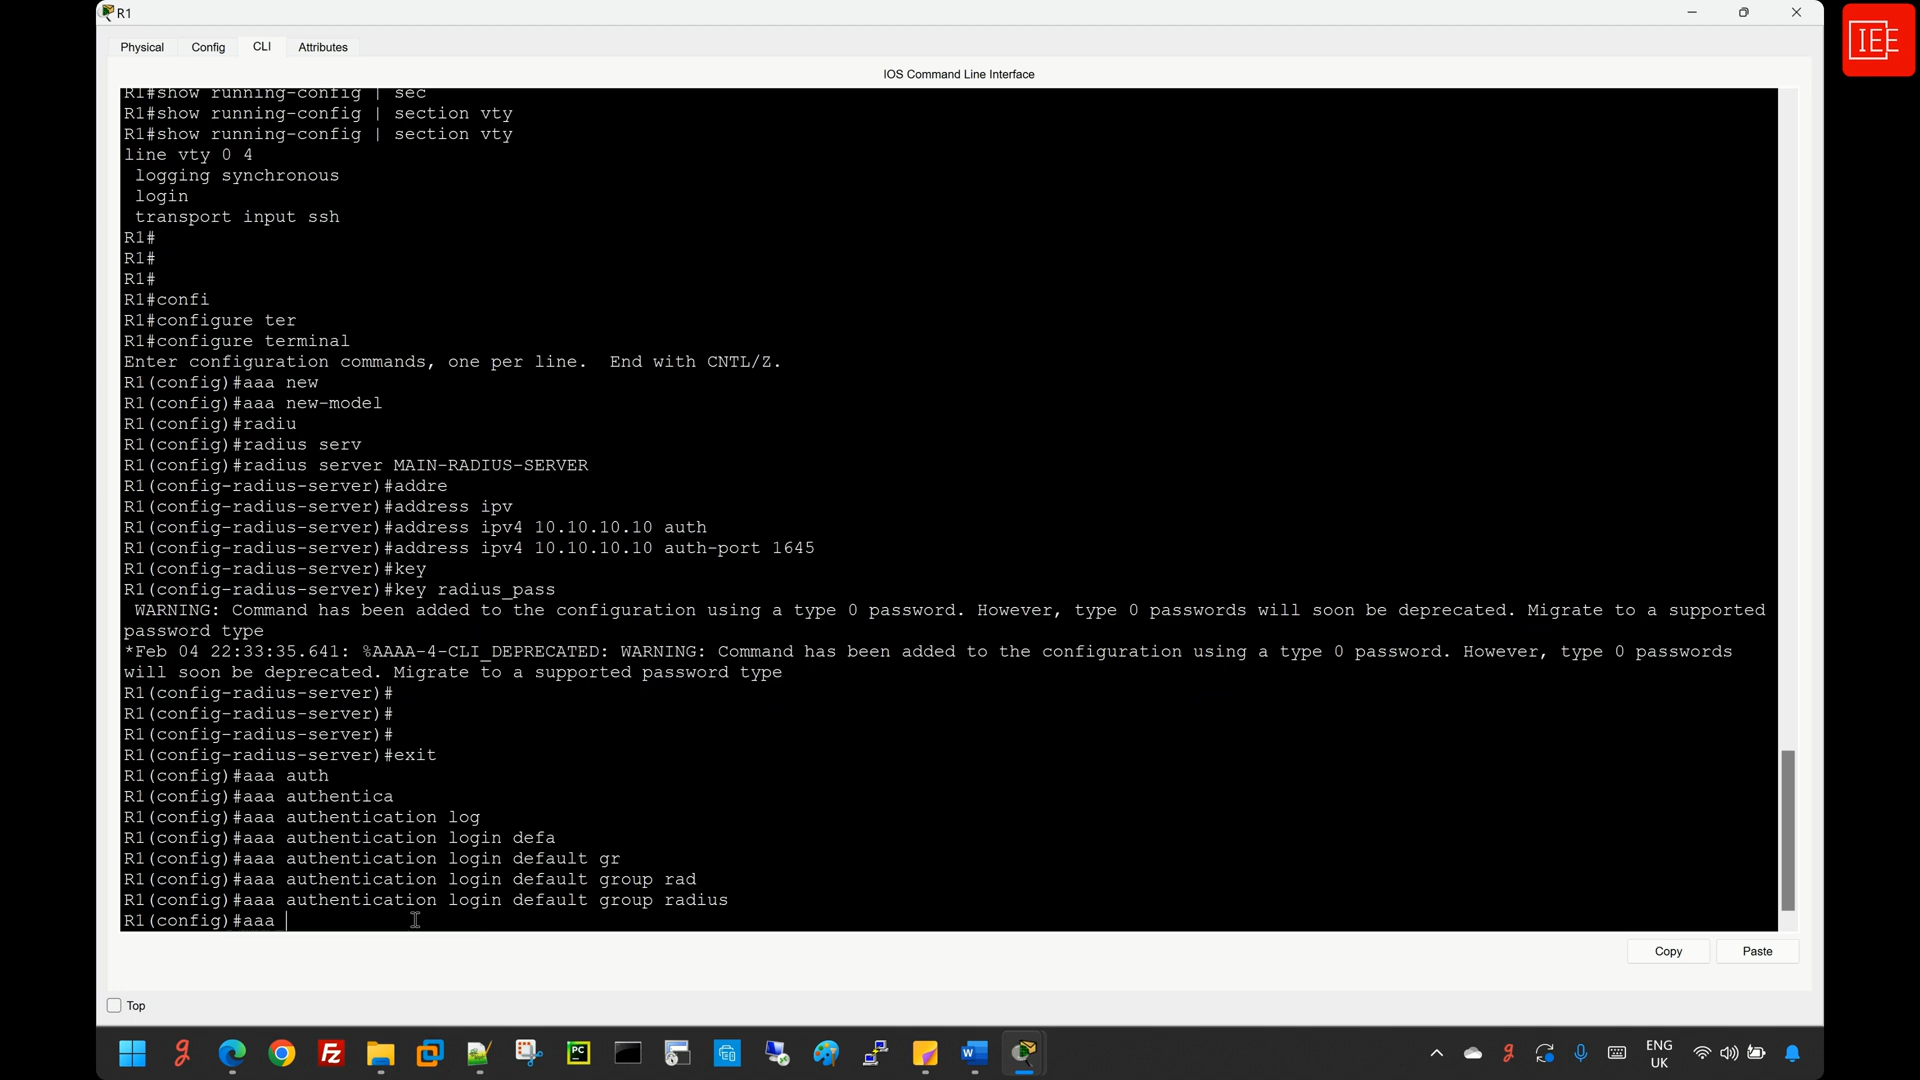 R1
IEE
Physical Config CLI Attributes
IOS Command Line Interface
R1#show running-config | sec
R1#show running-config | section vty
R1#show running-config | section vty
line vty 0 4
logging synchronous
login
transport input ssh
R1#
R1#
R1#
R1#confi
R1#configure ter
R1#configure terminal
Enter configuration commands, one per line. End with CNTL/Z.
R1(config)#aaa new
R1(config)#aaa new-model
R1(config)#radiu
R1(config)#radius serv
R1(config)#radius server MAIN-RADIUS-SERVER
R1(config-radius-server)#addre
R1(config-radius-server)#address ipv
R1(config-radius-server)#address ipv4 10.10.10.10 auth
R1(config-radius-server)#address ipv4 10.10.10.10 auth-port 1645
R1(config-radius-server)#key
R1(config-radius-server)#key radius_pass
WARNING: Command has been added to the configuration using a type 0 password. However, type 0 passwords will soon be deprecated. Migrate to a supported
password type
*Feb 04 22:33:35.641: %AAAA-4-CLI_DEPRECATED: WARNING: Command has been added to the configuration using a type 0 password. However, type 0 passwords
will soon be deprecated. Migrate to a supported password type
R1(config-radius-server)#
R1(config-radius-server)#
R1(config-radius-server)#
R1(config-radius-server)#exit
R1(config)#aaa auth
R1(config)#aaa authentica
R1(config)#aaa authentication log
R1(config)#aaa authentication login defa
R1(config)#aaa authentication login default gr
R1(config)#aaa authentication login default group rad
R1(config)#aaa authentication login default group radius
R1(config)#aaa
Copy Paste
Top
ENG
UK